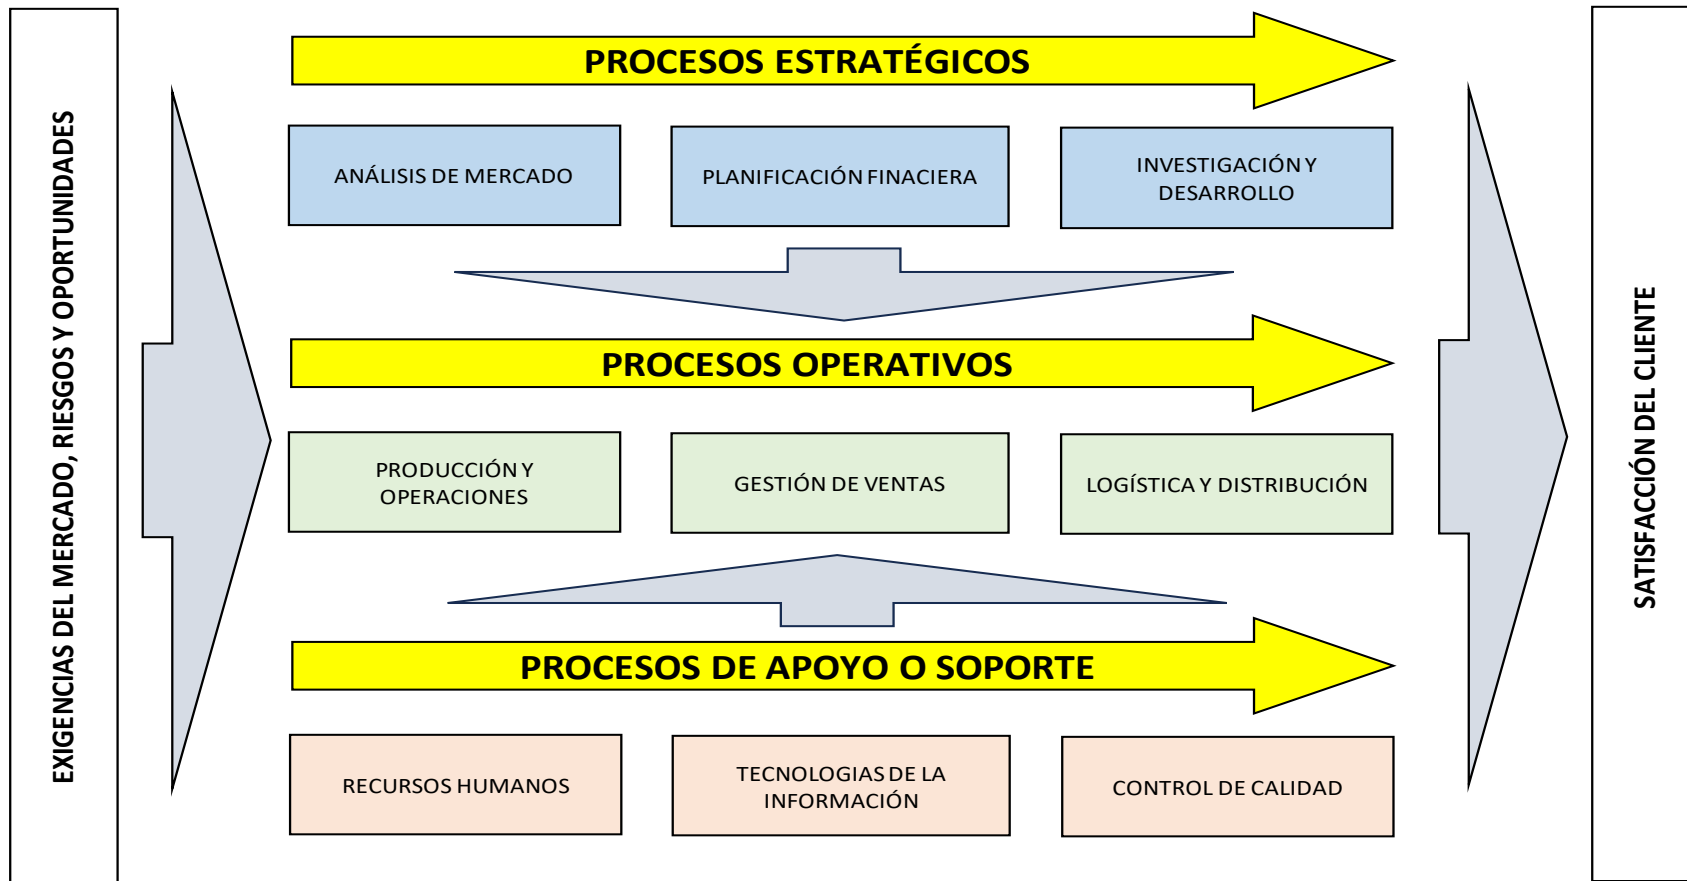 EXIGENCIAS DEL MERCADO, RIESGOS Y OPORTUNIDADES
PROCESOS ESTRATÉGICOS
ANÁLISIS DE MERCADO
PLANIFICACIÓN FINACIERA
INVESTIGACIÓN Y
DESARROLLO
PROCESOS OPERATIVOS
PRODUCCIÓN Y
OPERACIONES
GESTIÓN DE VENTAS
LOGÍSTICA Y DISTRIBUCIÓN
PROCESOS DE APOYO O SOPORTE
RECURSOS HUMANOS
TECNOLOGIAS DE LA
INFORMACIÓN
CONTROL DE CALIDAD
SATISFACCIÓN DEL CLIENTE